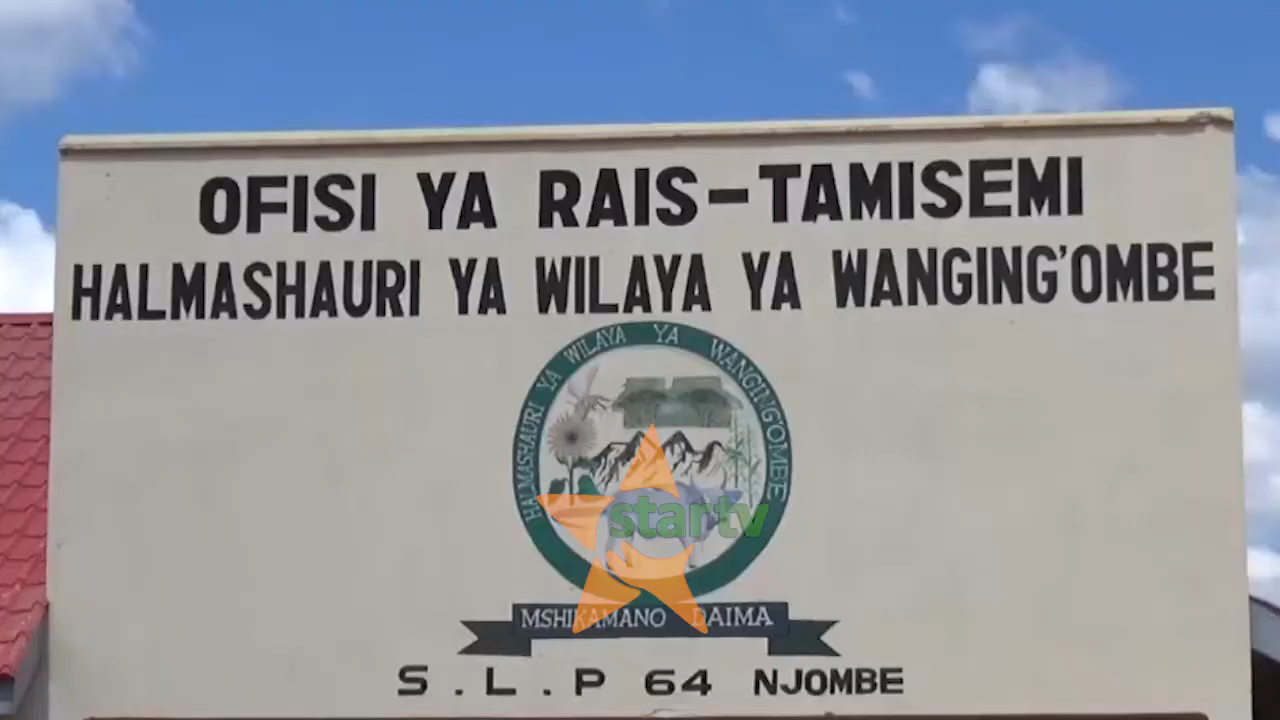 OFISI YA RAIS-TAMISEMI
HALMASHAURI YA WILAYA YA WANGING'OMBE
HALMASHAURI YA WILAYA YA WANGING'OMBE
startv
MSHIKAMANO DAIMA
S.L.P 64 NJOMBE